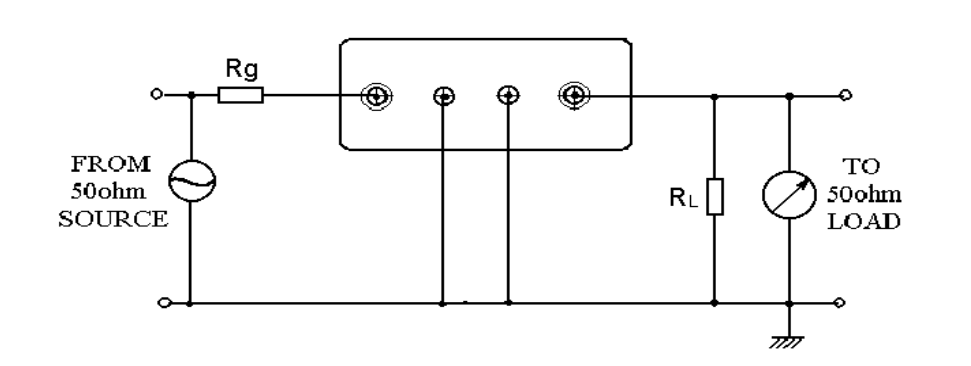 Rg
FROM
50ohm
SOURCE
RL
TO
50ohm
LOAD